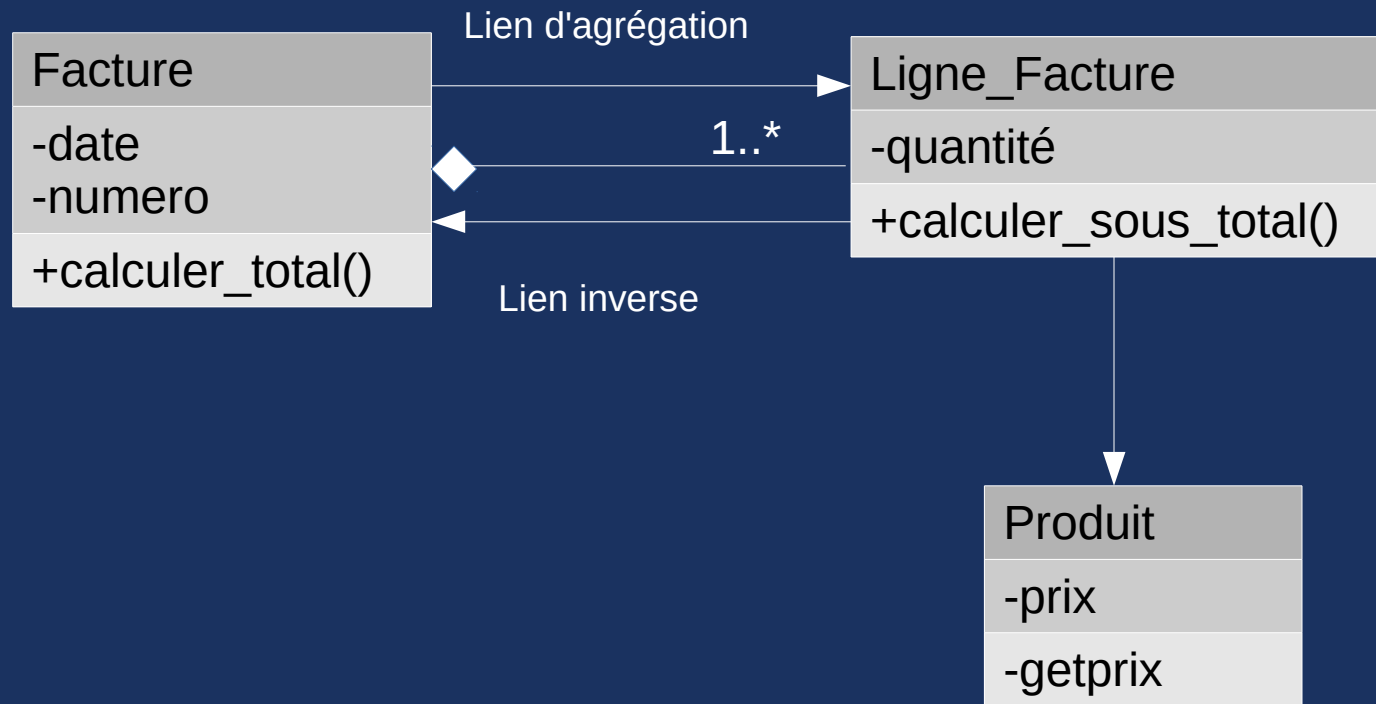 Lien d'agrégation
Facture
-date
-numero
+calculer_total()
1..*
Ligne_Facture
-quantité
+calculer_sous_total()
Lien inverse
Produit
-prix
-getprix